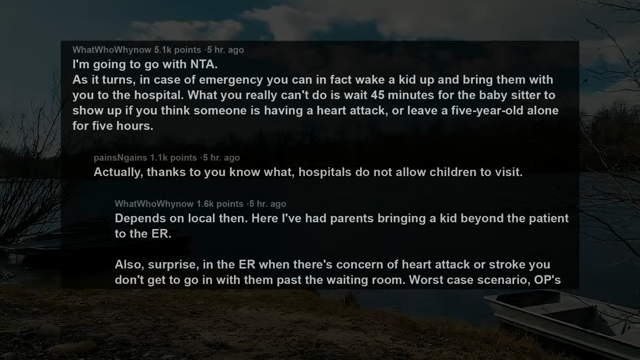 WhatWhoWhynow 5.1k points ·5 hr. ago
I'm going to go with NTA.
As it turns, in case of emergency you can in fact wake a kid up and bring them with
you to the hospital. What you really can't do is wait 45 minutes for the baby sitter to
show up if you think someone is having a heart attack, or leave a five-year-old alone
for five hours.
painsNgains 1.1k points ·5 hr. ago
Actually, thanks to you know what, hospitals do not allow children to visit.
WhatWhoWhynow 1.6k points ·5 hr. ago
Depends on local then. Here I've had parents bringing a kid beyond the patient
to the ER.
Also, surprise, in the ER when there's concern of heart attack or stroke you
don't get to go in with them past the waiting room. Worst case scenario, OP's